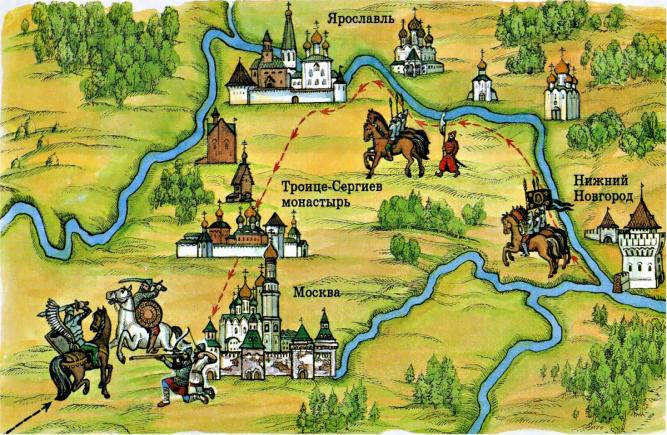 Ярославль
Троице-Сергиев
монастырь
Нижний
Новгород
Москва